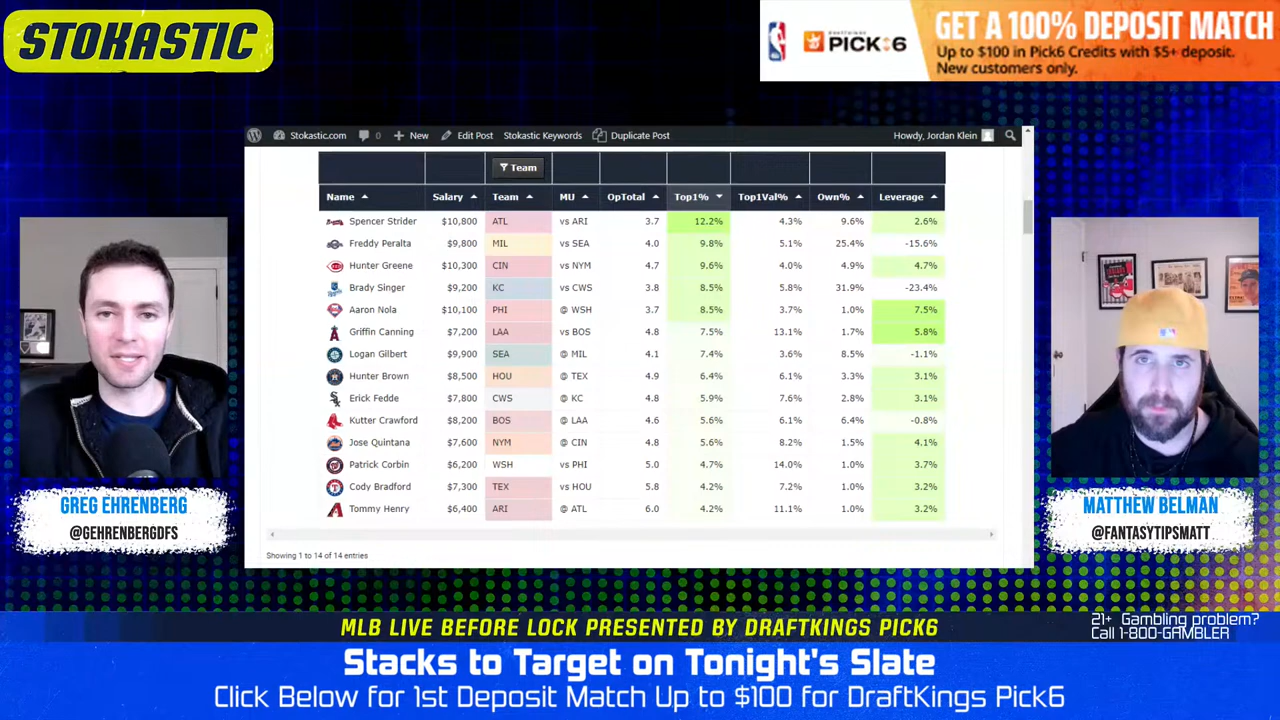 STOKASTIC
DRAFTKINGS
PICK6
GET A 100% DEPOSIT MATCH
Up to $100 in Pick6 Credits with $5+ deposit.
New customers only.
Stokastic.com 0 New Edit Post Stokastic Keywords Duplicate Post Howdy, Jordan Klein
Team
Name Salary Team MU OpTotal Top1% Top1Val% Own% Leverage
Spencer Strider $10,800 ATL vs ARI 3.7 12.2% 4.3% 9.6% 2.6%
Freddy Peralta $9,800 MIL vs SEA 4.0 9.8% 5.1% 25.4% -15.6%
Hunter Greene $10,300 CIN vs NYM 4.7 9.6% 4.0% 4.9% 4.7%
Brady Singer $9,200 KC vs CWS 3.8 8.5% 5.8% 31.9% -23.4%
Aaron Nola $10,100 PHI @ WSH 3.7 8.5% 3.7% 1.0% 7.5%
Griffin Canning $7,200 LAA vs BOS 4.8 7.5% 13.1% 1.7% 5.8%
Logan Gilbert $9,900 SEA @ MIL 4.1 7.4% 3.6% 8.5% -1.1%
Hunter Brown $8,500 HOU @ TEX 4.9 6.4% 6.1% 3.3% 3.1%
Erick Fedde $7,800 CWS @ KC 4.8 5.9% 7.6% 2.8% 3.1%
Kutter Crawford $8,200 BOS @ LAA 4.6 5.6% 6.1% 6.4% -0.8%
Jose Quintana $7,600 NYM @ CIN 4.8 5.6% 8.2% 1.5% 4.1%
Patrick Corbin $6,200 WSH vs PHI 5.0 4.7% 14.0% 1.0% 3.7%
Cody Bradford $7,300 TEX vs HOU 5.8 4.2% 7.2% 1.0% 3.2%
Tommy Henry $6,400 ARI @ ATL 6.0 4.2% 11.1% 1.0% 3.2%
Showing 1 to 14 of 14 entries
GREG EHRENBERG
@GEHRENBERGDFS
MATTHEW BELMAN
@FANTASYTIPSMATT
MLB LIVE BEFORE LOCK PRESENTED BY DRAFTKINGS PICK6
21+ Gambling problem?
Call 1-800-GAMBLER
Stacks to Target on Tonight's Slate
Click Below for 1st Deposit Match Up to $100 for DraftKings Pick6